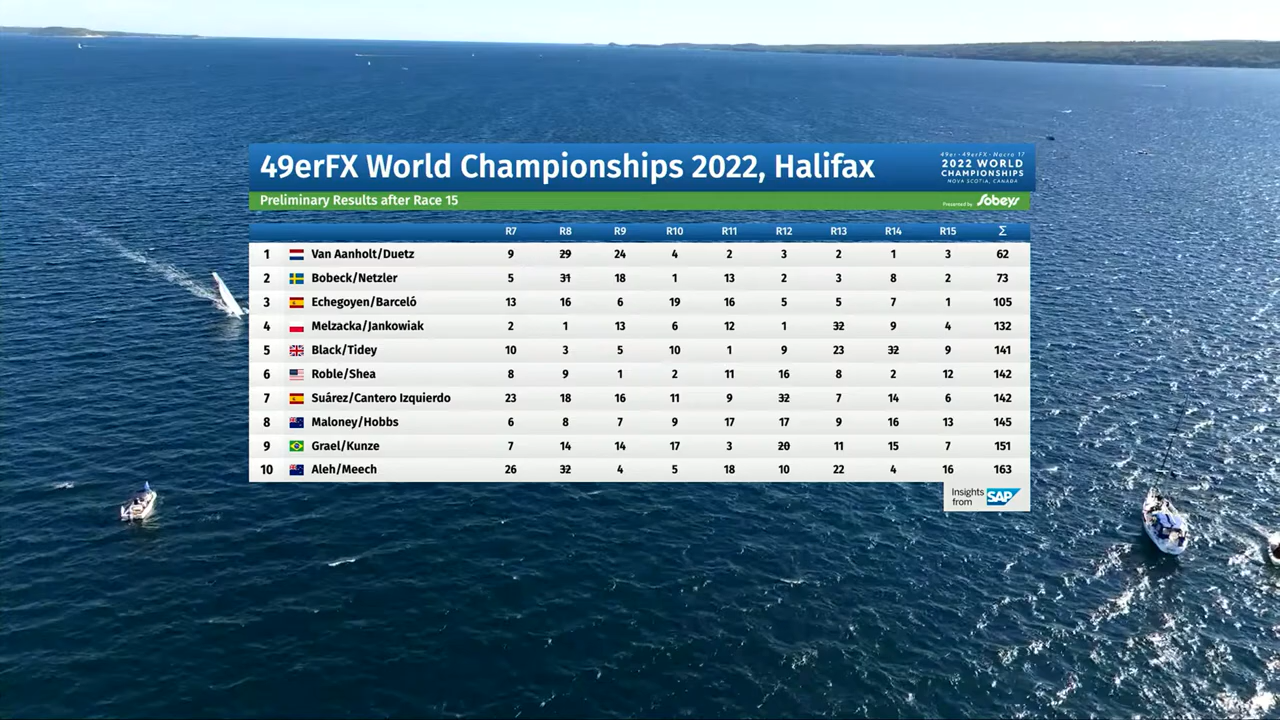 49erFX World Championships 2022, Halifax
49er · 49erFX · Nacra 17
2022 WORLD
CHAMPIONSHIPS
NOVA SCOTIA, CANADA
Preliminary Results after Race 15
Presented by Sobeys
R7 R8 R9 R10 R11 R12 R13 R14 R15 Σ
1 Van Aanholt/Duetz 9 29 24 4 2 3 2 1 3 62
2 Bobeck/Netzler 5 31 18 1 13 2 3 8 2 73
3 Echegoyen/Barceló 13 16 6 19 16 5 5 7 1 105
4 Melzacka/Jankowiak 2 1 13 6 12 1 32 9 4 132
5 Black/Tidey 10 3 5 10 1 9 23 32 9 141
6 Roble/Shea 8 9 1 2 11 16 8 2 12 142
7 Suárez/Cantero Izquierdo 23 18 16 11 9 32 7 14 6 142
8 Maloney/Hobbs 6 8 7 9 17 17 9 16 13 145
9 Grael/Kunze 7 14 14 17 3 20 11 15 7 151
10 Aleh/Meech 26 32 4 5 18 10 22 4 16 163
Insights
from SAP